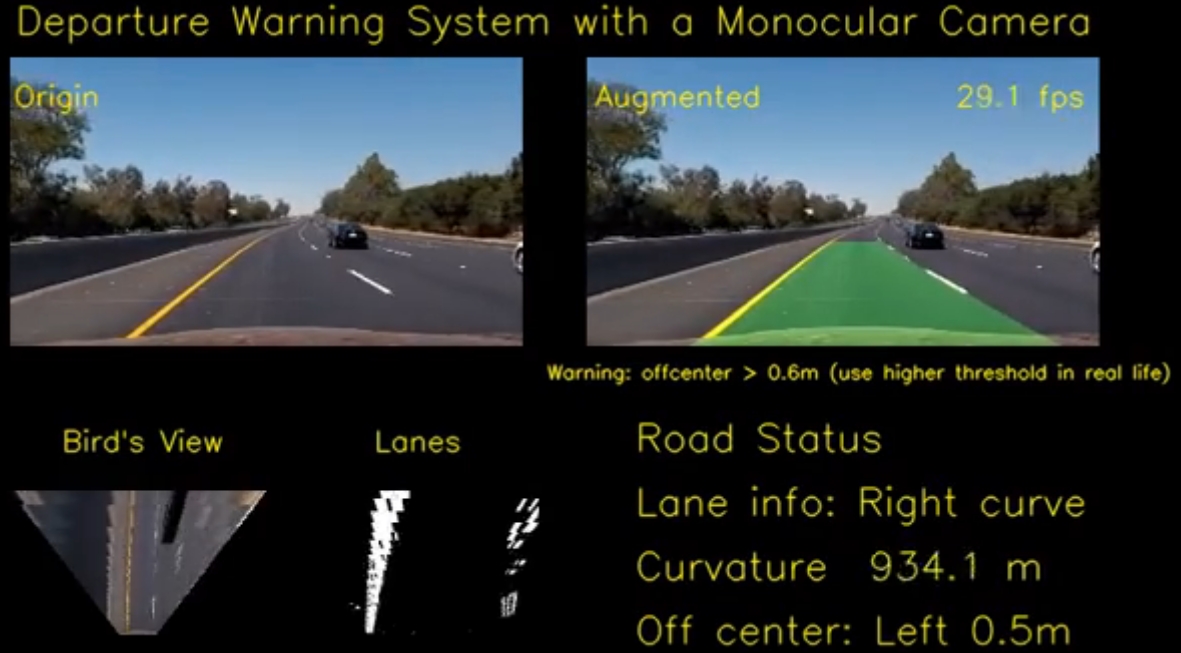 Departure Warning System with a Monocular Camera
Origin
Augmented
29.1 fps
Warning: offcenter > 0.6m (use higher threshold in real life)
Bird's View
Lanes
Road Status
Lane info: Right curve
Curvature 934.1 m
Off center: Left 0.5m